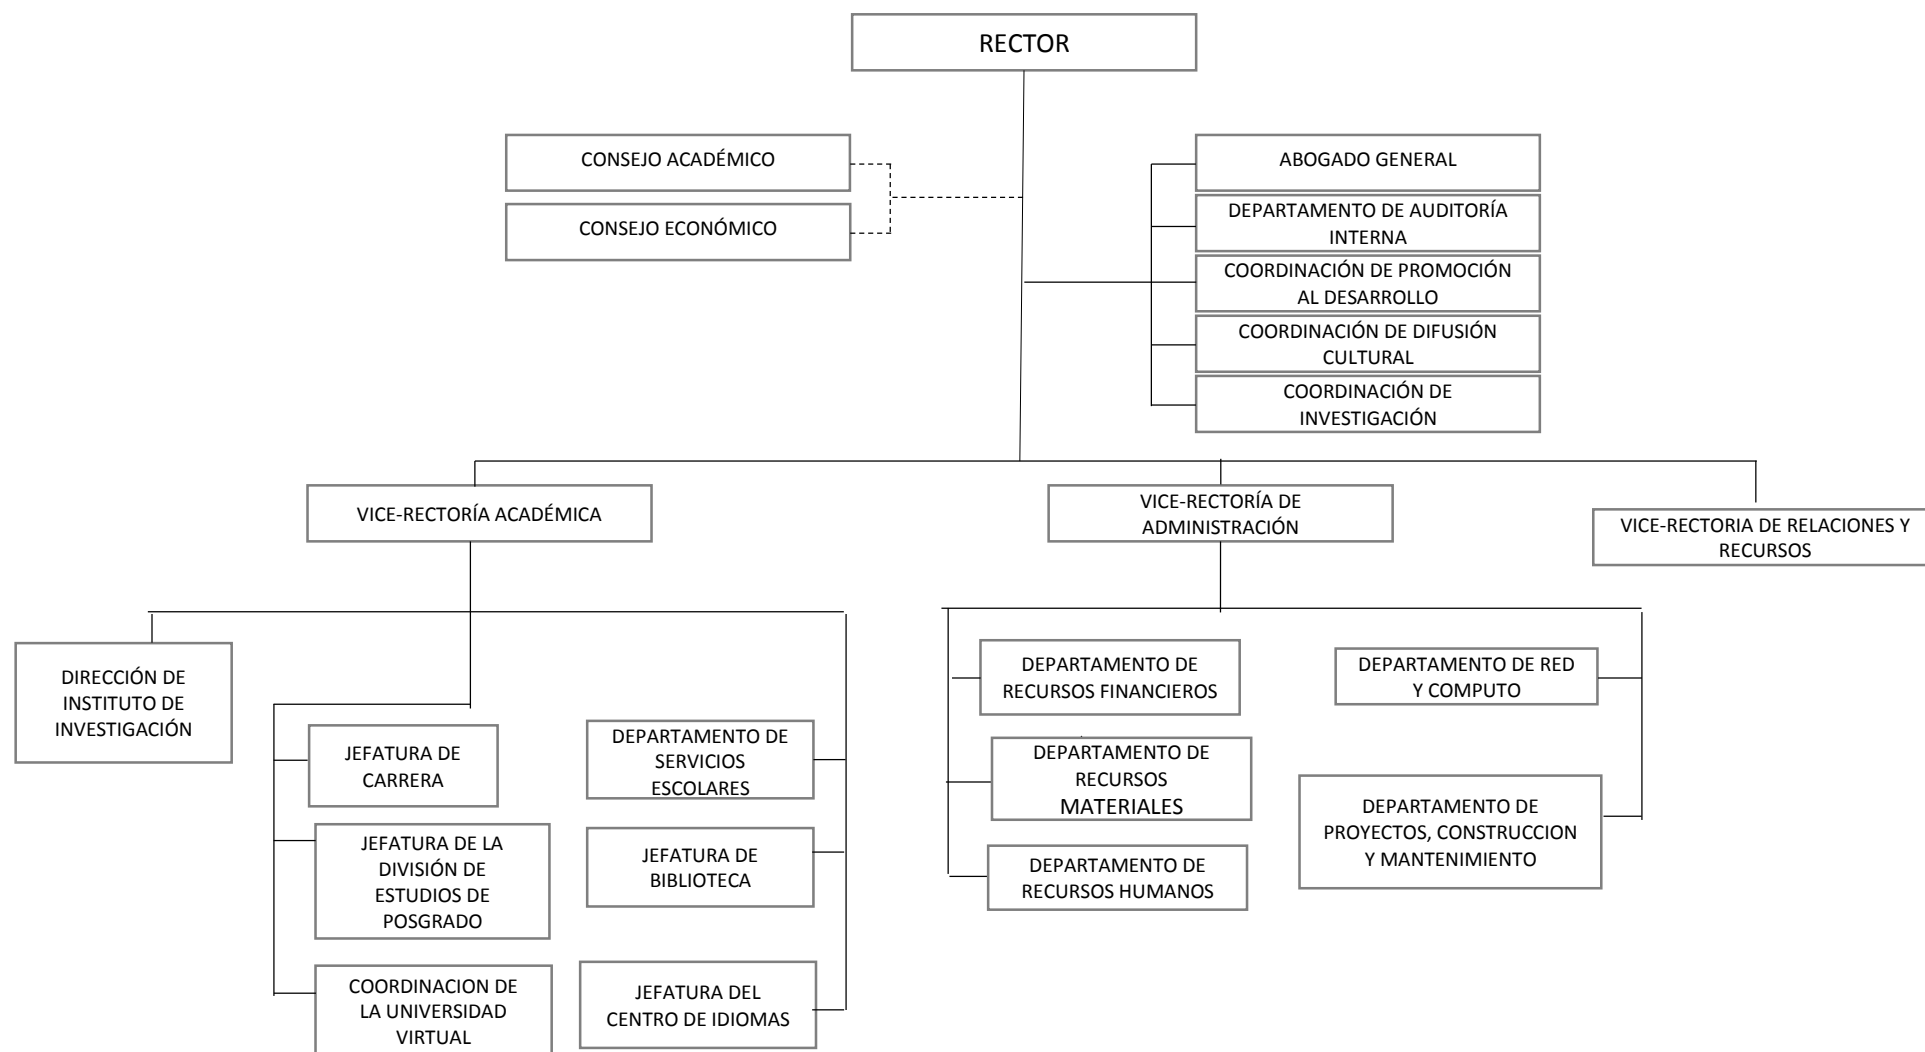 RECTOR
CONSEJO ACADÉMICO
CONSEJO ECONÓMICO
ABOGADO GENERAL
DEPARTAMENTO DE AUDITORÍA
INTERNA
COORDINACIÓN DE PROMOCIÓN
AL DESARROLLO
COORDINACIÓN DE DIFUSIÓN
CULTURAL
COORDINACIÓN DE
INVESTIGACIÓN
VICE-RECTORÍA ACADÉMICA
VICE-RECTORÍA DE
ADMINISTRACIÓN
VICE-RECTORIA DE RELACIONES Y
RECURSOS
DIRECCIÓN DE
INSTITUTO DE
INVESTIGACIÓN
JEFATURA DE
CARRERA
JEFATURA DE LA
DIVISIÓN DE
ESTUDIOS DE
POSGRADO
COORDINACION DE
LA UNIVERSIDAD
VIRTUAL
DEPARTAMENTO DE
SERVICIOS
ESCOLARES
JEFATURA DE
BIBLIOTECA
JEFATURA DEL
CENTRO DE IDIOMAS
DEPARTAMENTO DE
RECURSOS FINANCIEROS
DEPARTAMENTO DE
RECURSOS
MATERIALES
DEPARTAMENTO DE
RECURSOS HUMANOS
DEPARTAMENTO DE RED
Y COMPUTO
DEPARTAMENTO DE
PROYECTOS, CONSTRUCCION
Y MANTENIMIENTO